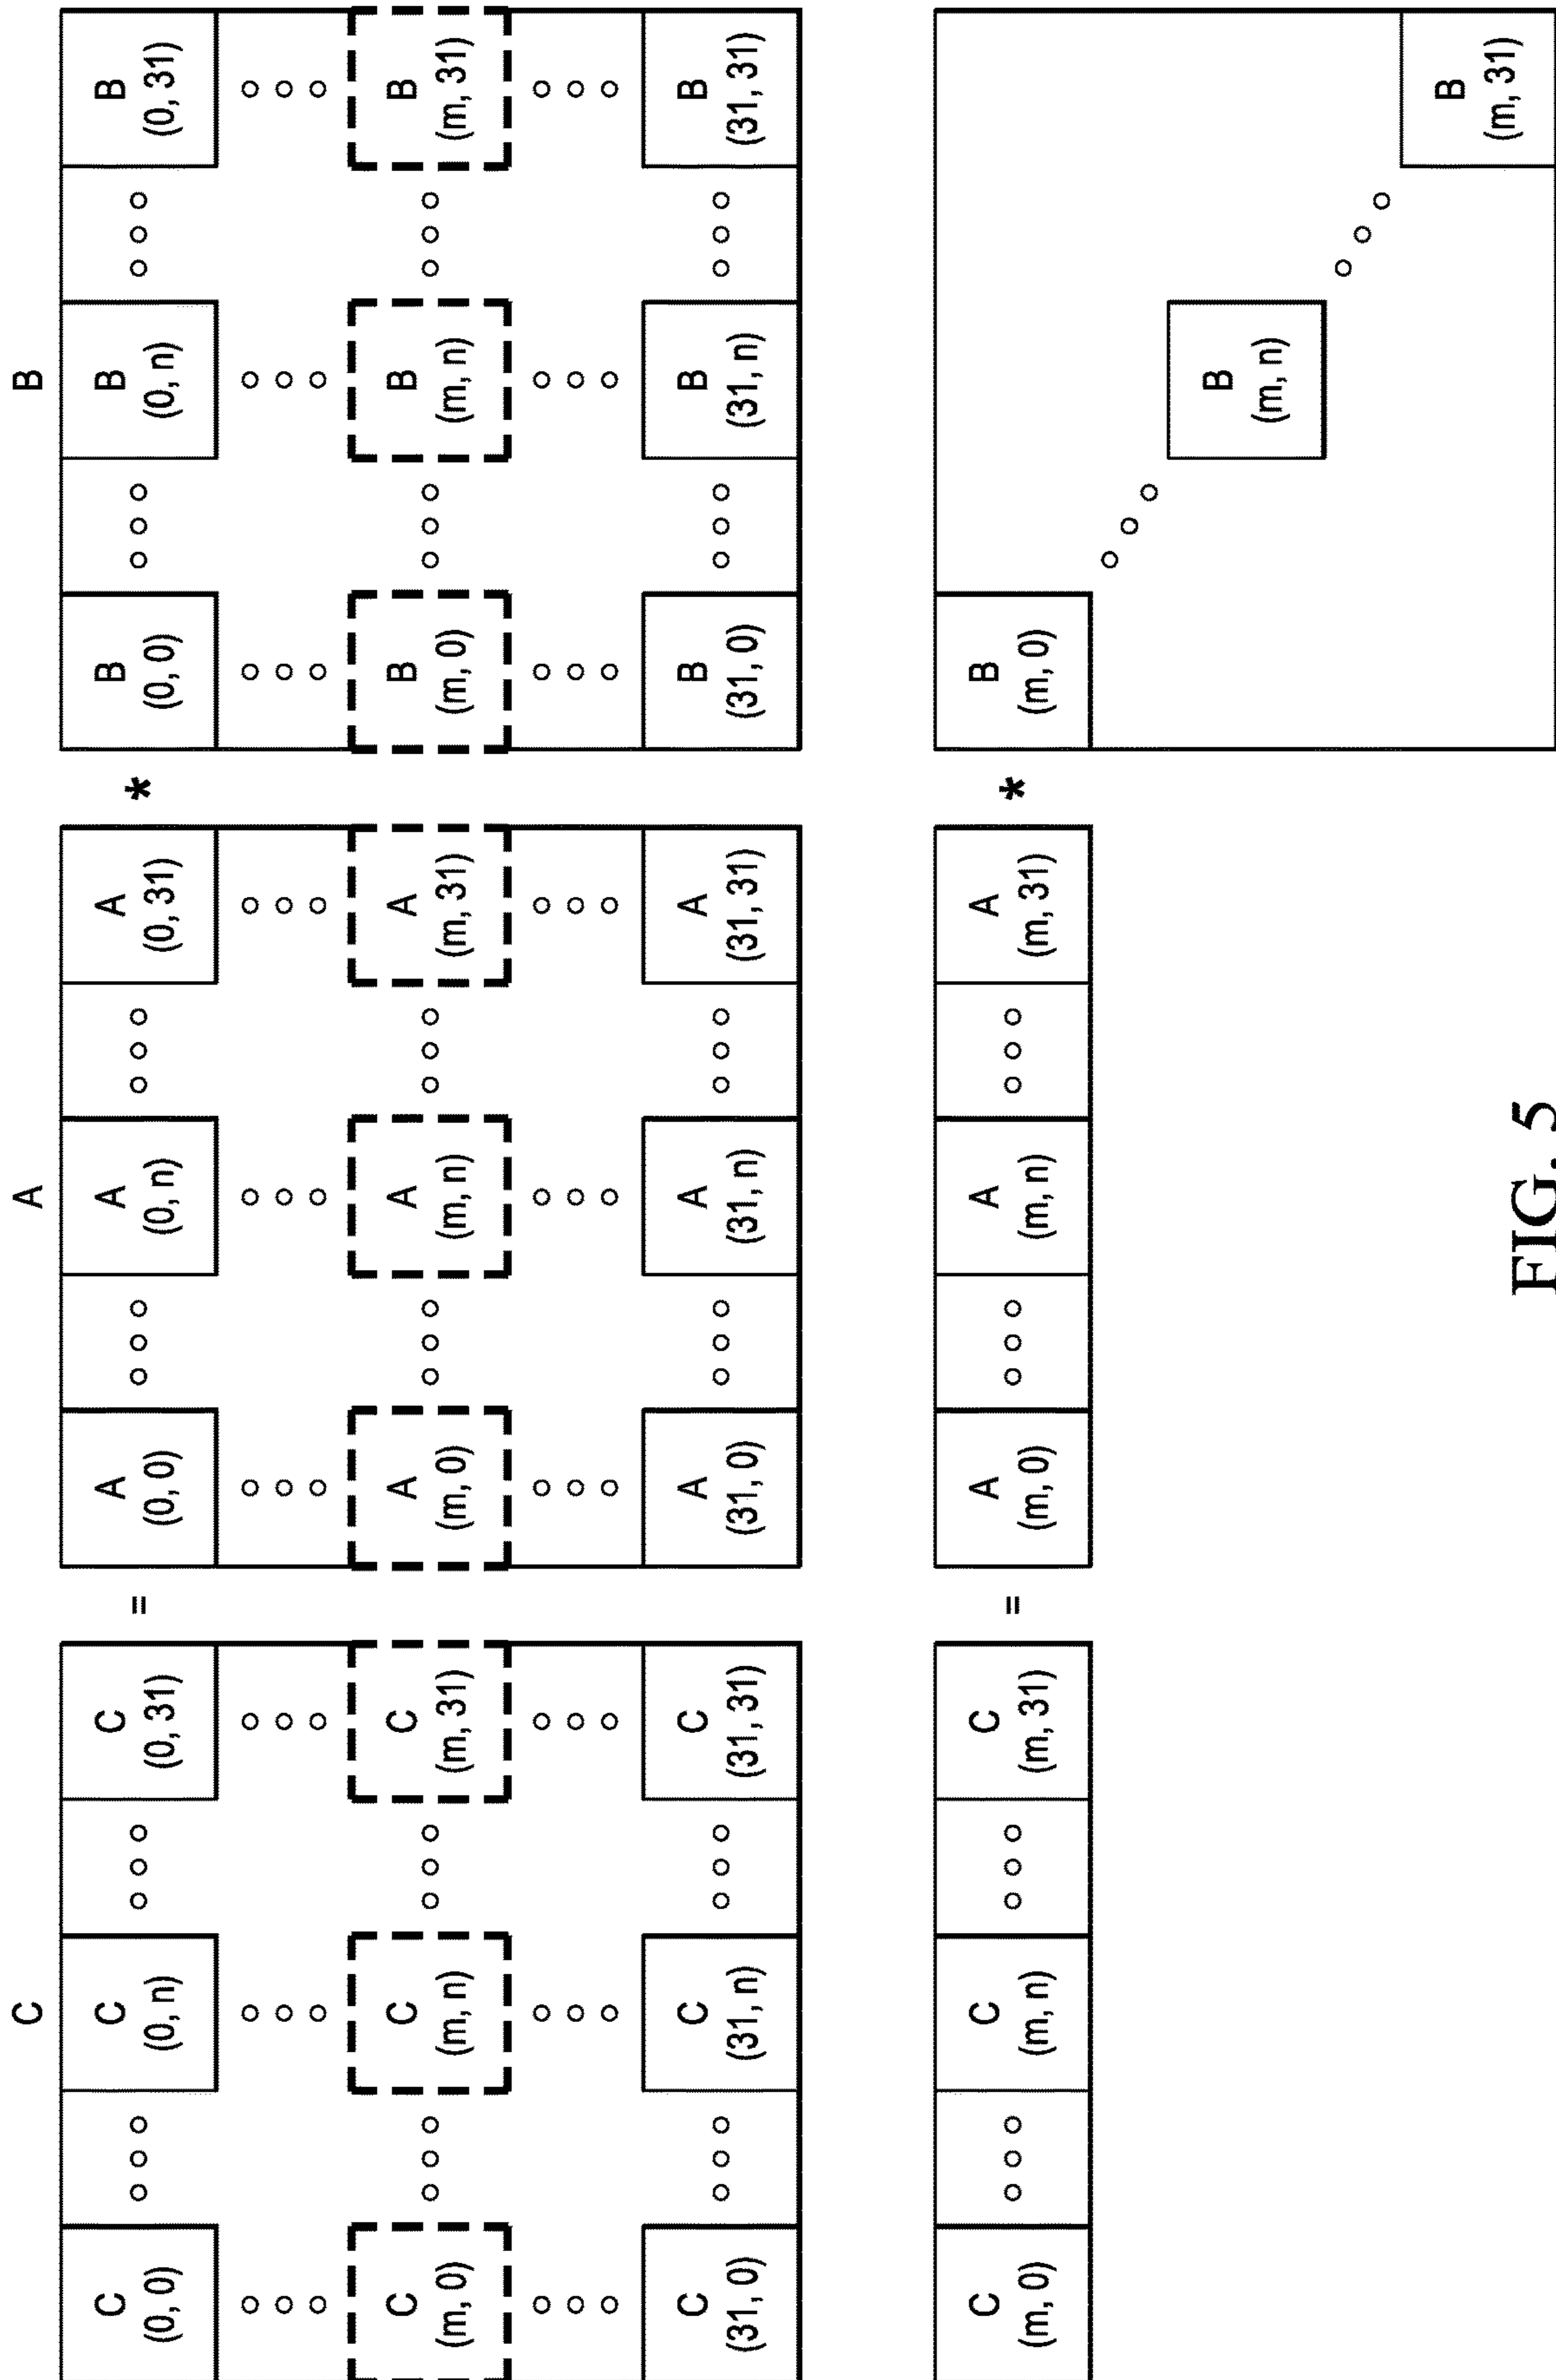 C A B
C C C = A A A * B B B
(0, 0) (0, n) (0, 31) (0, 0) (0, n) (0, 31) (0, 0) (0, n) (0, 31)
C C C A A A B B B
(m, 0) (m, n) (m, 31) (m, 0) (m, n) (m, 31) (m, 0) (m, n) (m, 31)
C C C A A A B B B
(31, 0) (31, n) (31, 31) (31, 0) (31, n) (31, 31) (31, 0) (31, n) (31, 31)
C C C = A A A * B
(m, 0) (m, n) (m, 31) (m, 0) (m, n) (m, 31) (m, 0)
B
(m, n)
B
(m, 31)
FIG. 5